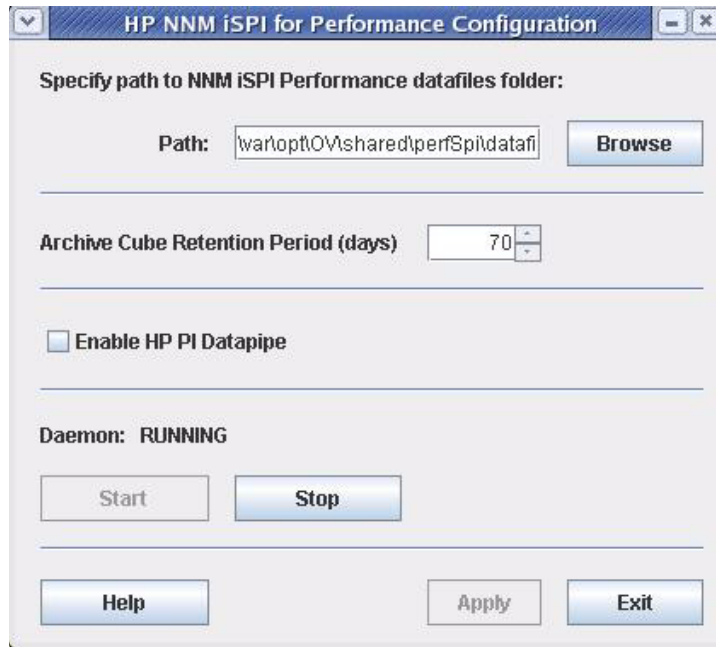 HP NNM iSPI for Performance Configuration
Specify path to NNM iSPI Performance datafiles folder:
Path: \var\opt\OV\shared\perfSpi\datafi Browse
Archive Cube Retention Period (days) 70
Enable HP PI Datapipe
Daemon: RUNNING
Start Stop
Help Apply Exit